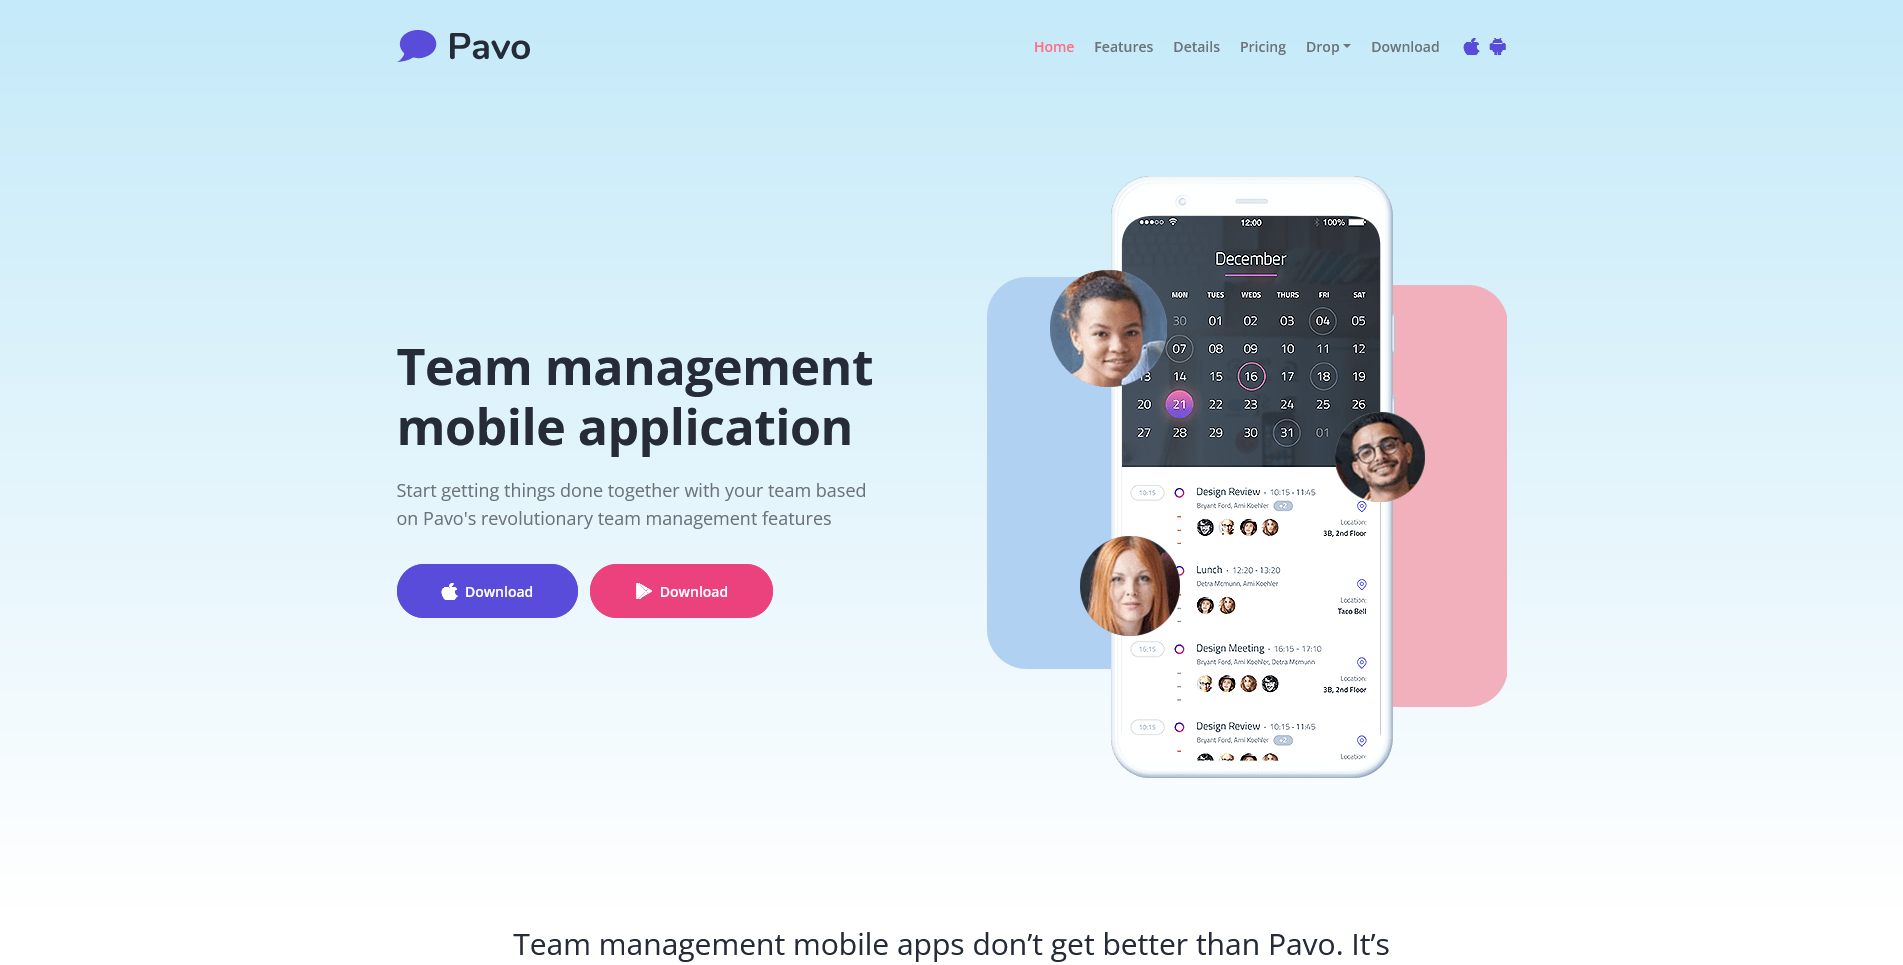 Pavo
Home Features Details Pricing Drop Download
Team management
mobile application
Start getting things done together with your team based
on Pavo's revolutionary team management features
Download Download
12:00 100%
December
MON TUES WEDS THURS FRI SAT
30 01 02 03 04 05
07 08 09 10 11 12
13 14 15 16 17 18 19
20 21 22 23 24 25 26
27 28 29 30 31 01
10:15 Design Review - 10:15 - 11:45
Bryant Ford, Ami Koehler +2
Location:
3B, 2nd Floor
Lunch - 12:20 - 13:20
Detra Mcmunn, Ami Koehler
Location:
Taco Bell
16:15 Design Meeting - 16:15 - 17:10
Bryant Ford, Ami Koehler, Detra Mcmunn
Location:
3B, 2nd Floor
10:15 Design Review - 10:15 - 11:45
Bryant Ford, Ami Koehler +2
Location:
Team management mobile apps don’t get better than Pavo. It’s